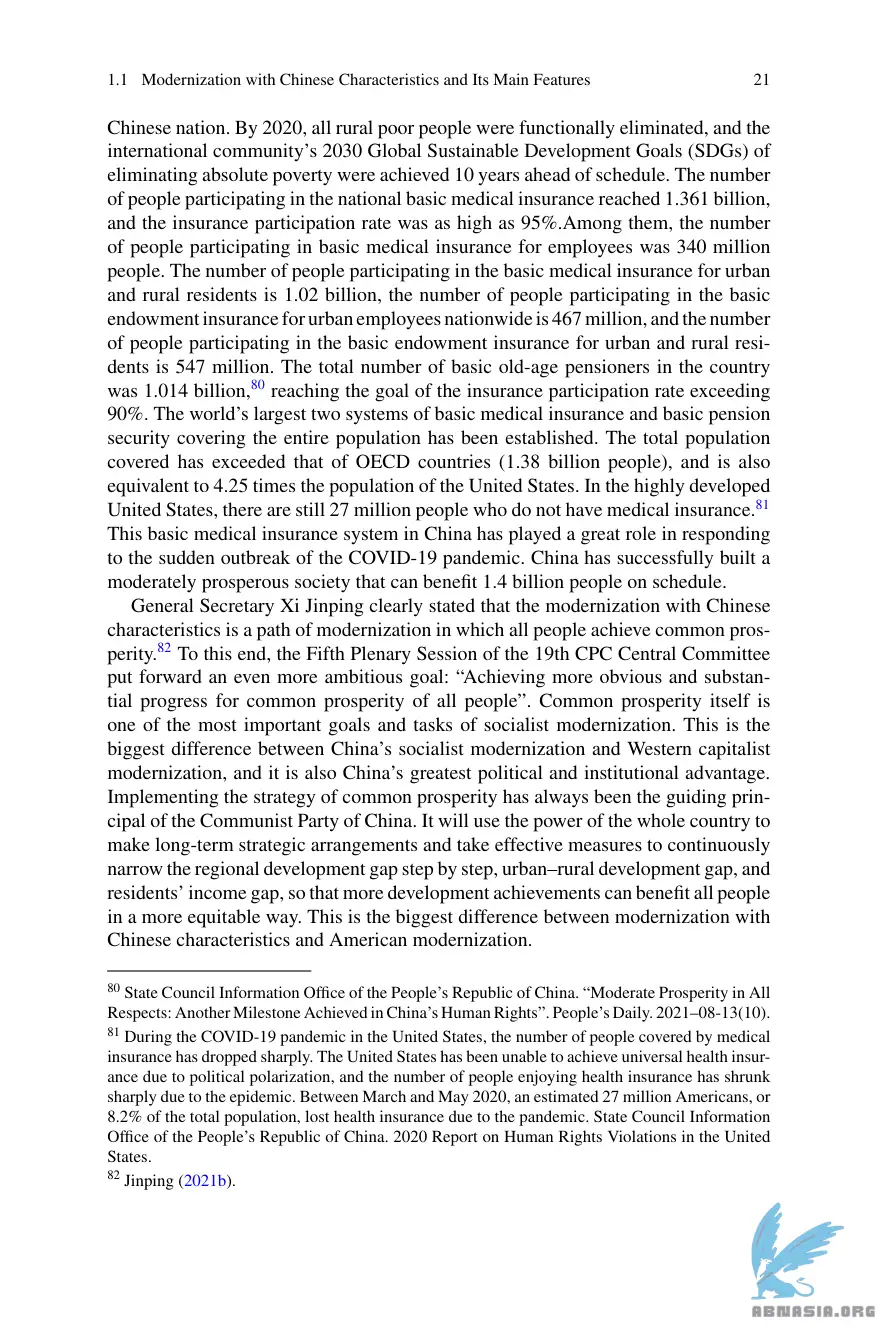 1.1 Modernization with Chinese Characteristics and Its Main Features 21
Chinese nation. By 2020, all rural poor people were functionally eliminated, and the
international community’s 2030 Global Sustainable Development Goals (SDGs) of
eliminating absolute poverty were achieved 10 years ahead of schedule. The number
of people participating in the national basic medical insurance reached 1.361 billion,
and the insurance participation rate was as high as 95%.Among them, the number
of people participating in basic medical insurance for employees was 340 million
people. The number of people participating in the basic medical insurance for urban
and rural residents is 1.02 billion, the number of people participating in the basic
endowment insurance for urban employees nationwide is 467 million, and the number
of people participating in the basic endowment insurance for urban and rural resi-
dents is 547 million. The total number of basic old-age pensioners in the country
was 1.014 billion,80 reaching the goal of the insurance participation rate exceeding
90%. The world’s largest two systems of basic medical insurance and basic pension
security covering the entire population has been established. The total population
covered has exceeded that of OECD countries (1.38 billion people), and is also
equivalent to 4.25 times the population of the United States. In the highly developed
United States, there are still 27 million people who do not have medical insurance.81
This basic medical insurance system in China has played a great role in responding
to the sudden outbreak of the COVID-19 pandemic. China has successfully built a
moderately prosperous society that can benefit 1.4 billion people on schedule.
General Secretary Xi Jinping clearly stated that the modernization with Chinese
characteristics is a path of modernization in which all people achieve common pros-
perity.82 To this end, the Fifth Plenary Session of the 19th CPC Central Committee
put forward an even more ambitious goal: “Achieving more obvious and substan-
tial progress for common prosperity of all people”. Common prosperity itself is
one of the most important goals and tasks of socialist modernization. This is the
biggest difference between China’s socialist modernization and Western capitalist
modernization, and it is also China’s greatest political and institutional advantage.
Implementing the strategy of common prosperity has always been the guiding prin-
cipal of the Communist Party of China. It will use the power of the whole country to
make long-term strategic arrangements and take effective measures to continuously
narrow the regional development gap step by step, urban–rural development gap, and
residents’ income gap, so that more development achievements can benefit all people
in a more equitable way. This is the biggest difference between modernization with
Chinese characteristics and American modernization.
80 State Council Information Office of the People’s Republic of China. “Moderate Prosperity in All
Respects: Another Milestone Achieved in China’s Human Rights”. People’s Daily. 2021–08-13(10).
81 During the COVID-19 pandemic in the United States, the number of people covered by medical
insurance has dropped sharply. The United States has been unable to achieve universal health insur-
ance due to political polarization, and the number of people enjoying health insurance has shrunk
sharply due to the epidemic. Between March and May 2020, an estimated 27 million Americans, or
8.2% of the total population, lost health insurance due to the pandemic. State Council Information
Office of the People’s Republic of China. 2020 Report on Human Rights Violations in the United
States.
82 Jinping (2021b).
ABNASIA.ORG